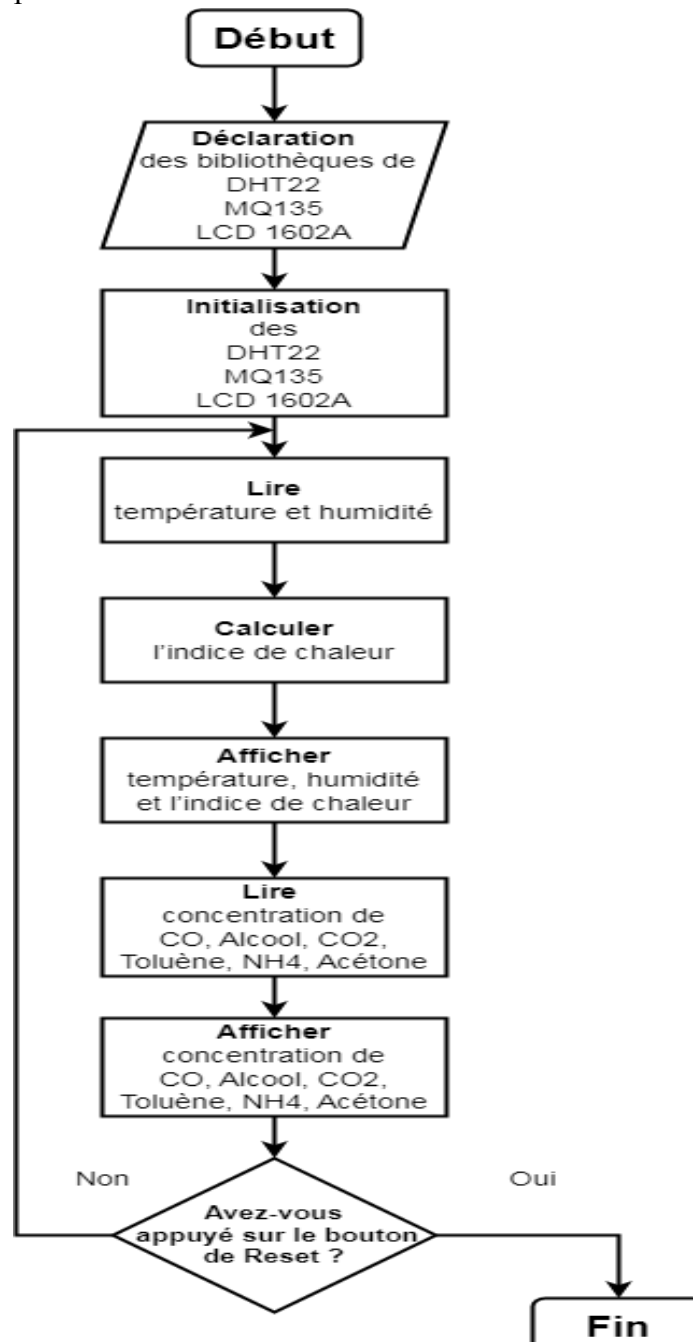 Début
Déclaration
des bibliothèques de
DHT22
MQ135
LCD 1602A
Initialisation
des
DHT22
MQ135
LCD 1602A
Lire
température et humidité
Calculer
l'indice de chaleur
Afficher
température, humidité
et l'indice de chaleur
Lire
concentration de
CO, Alcool, CO2,
Toluène, NH4, Acétone
Afficher
concentration de
CO, Alcool, CO2,
Toluène, NH4, Acétone
Non
Oui
Avez-vous
appuyé sur le bouton
de Reset ?
Fin